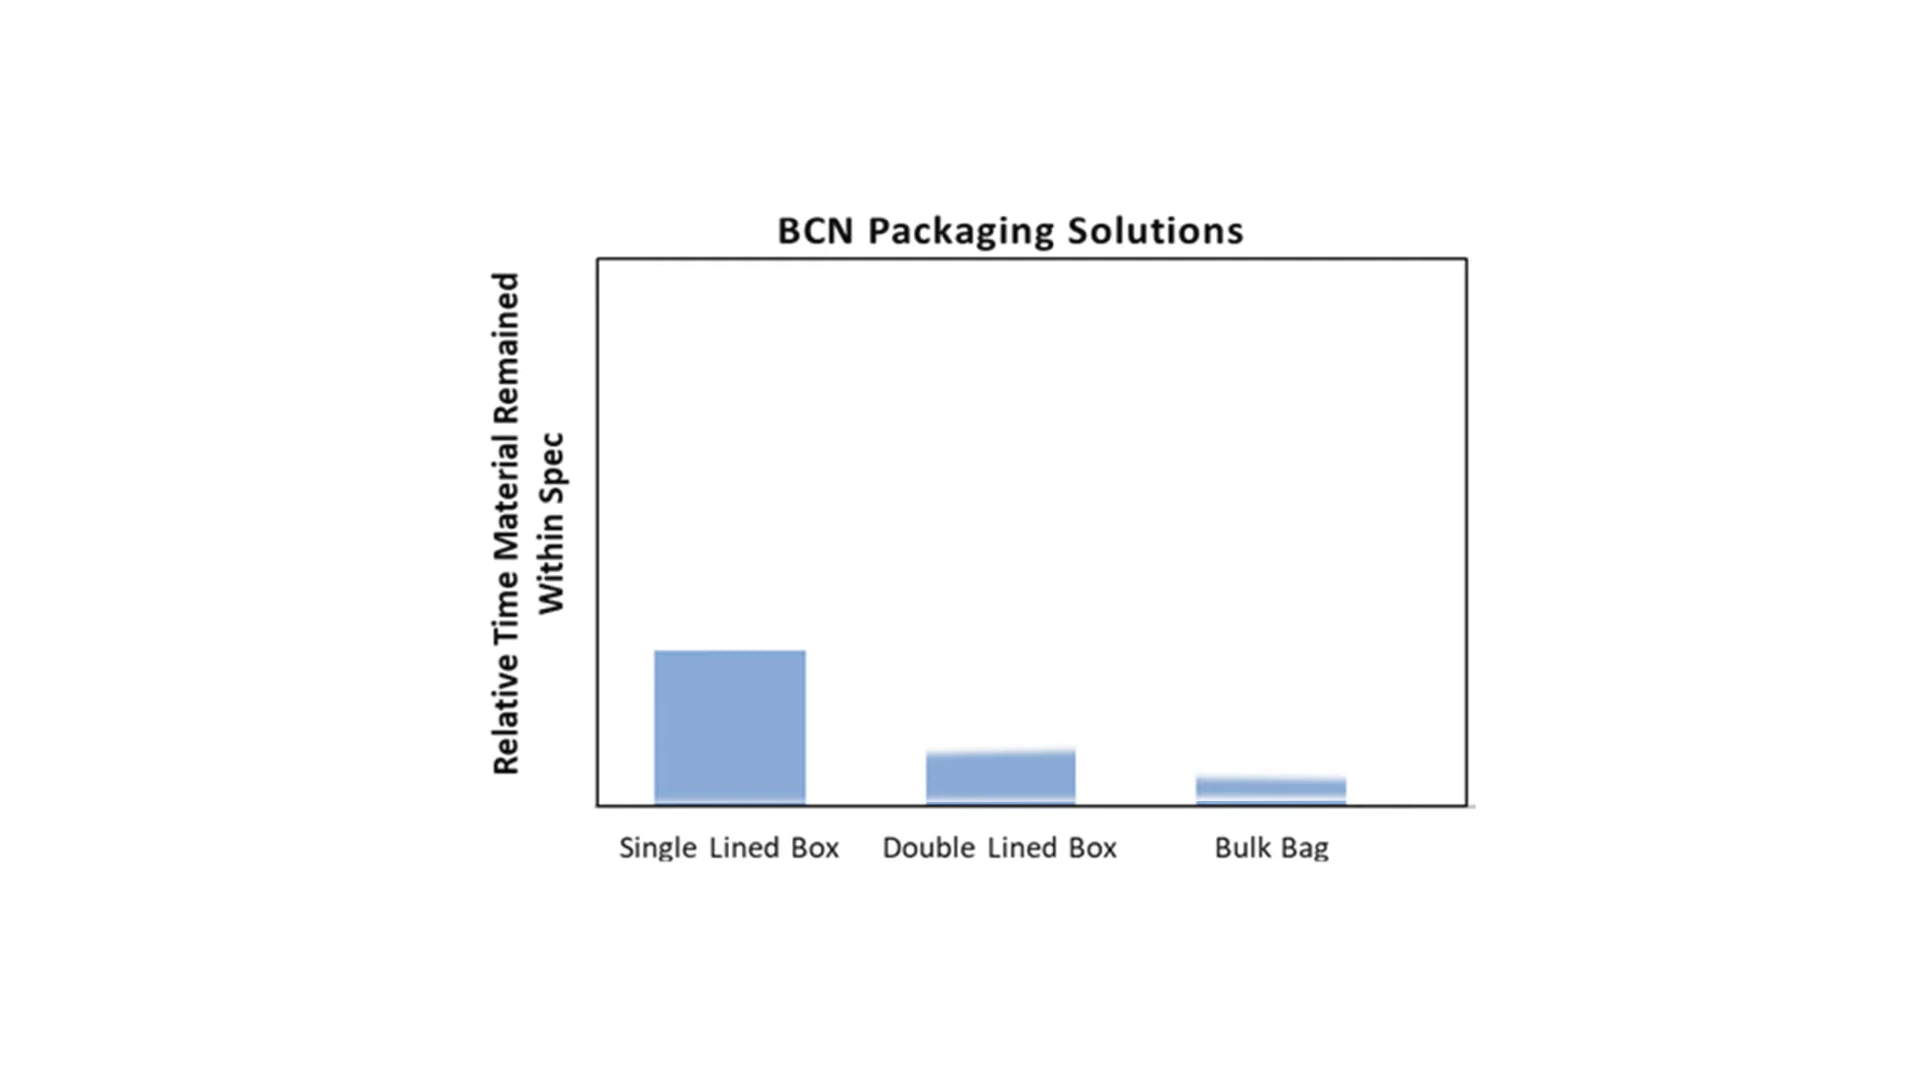 BCN Packaging Solutions
Relative Time Material Remained
Within Spec
Single Lined Box
Double Lined Box
Bulk Bag